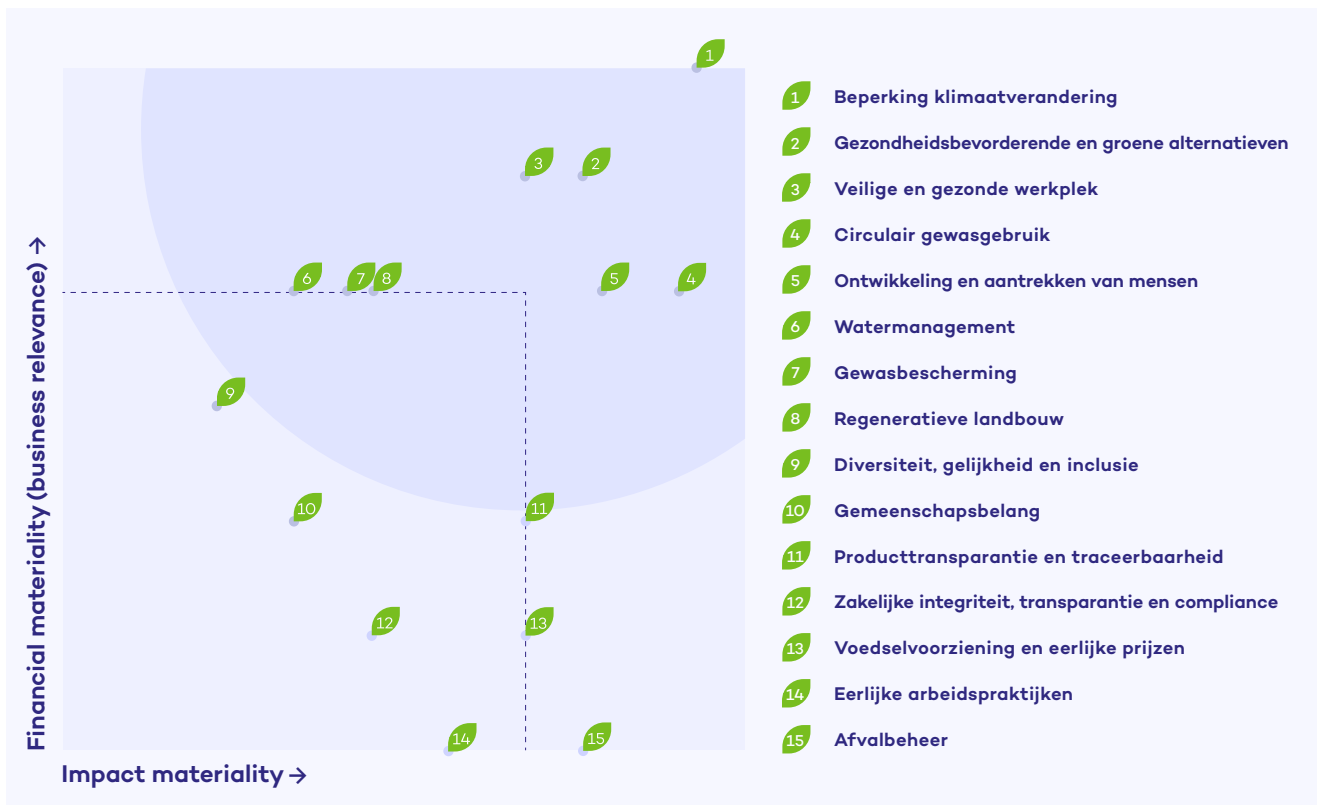 Financial materiality (business relevance) →
1
3
2
6
7
8
5
4
9
10
11
12
13
14
15
Impact materiality →
1 Beperking klimaatverandering
2 Gezondheidsbevorderende en groene alternatieven
3 Veilige en gezonde werkplek
4 Circulair gewasgebruik
5 Ontwikkeling en aantrekken van mensen
6 Watermanagement
7 Gewasbescherming
8 Regeneratieve landbouw
9 Diversiteit, gelijkheid en inclusie
10 Gemeenschapsbelang
11 Producttransparantie en traceerbaarheid
12 Zakelijke integriteit, transparantie en compliance
13 Voedselvoorziening en eerlijke prijzen
14 Eerlijke arbeidspraktijken
15 Afvalbeheer